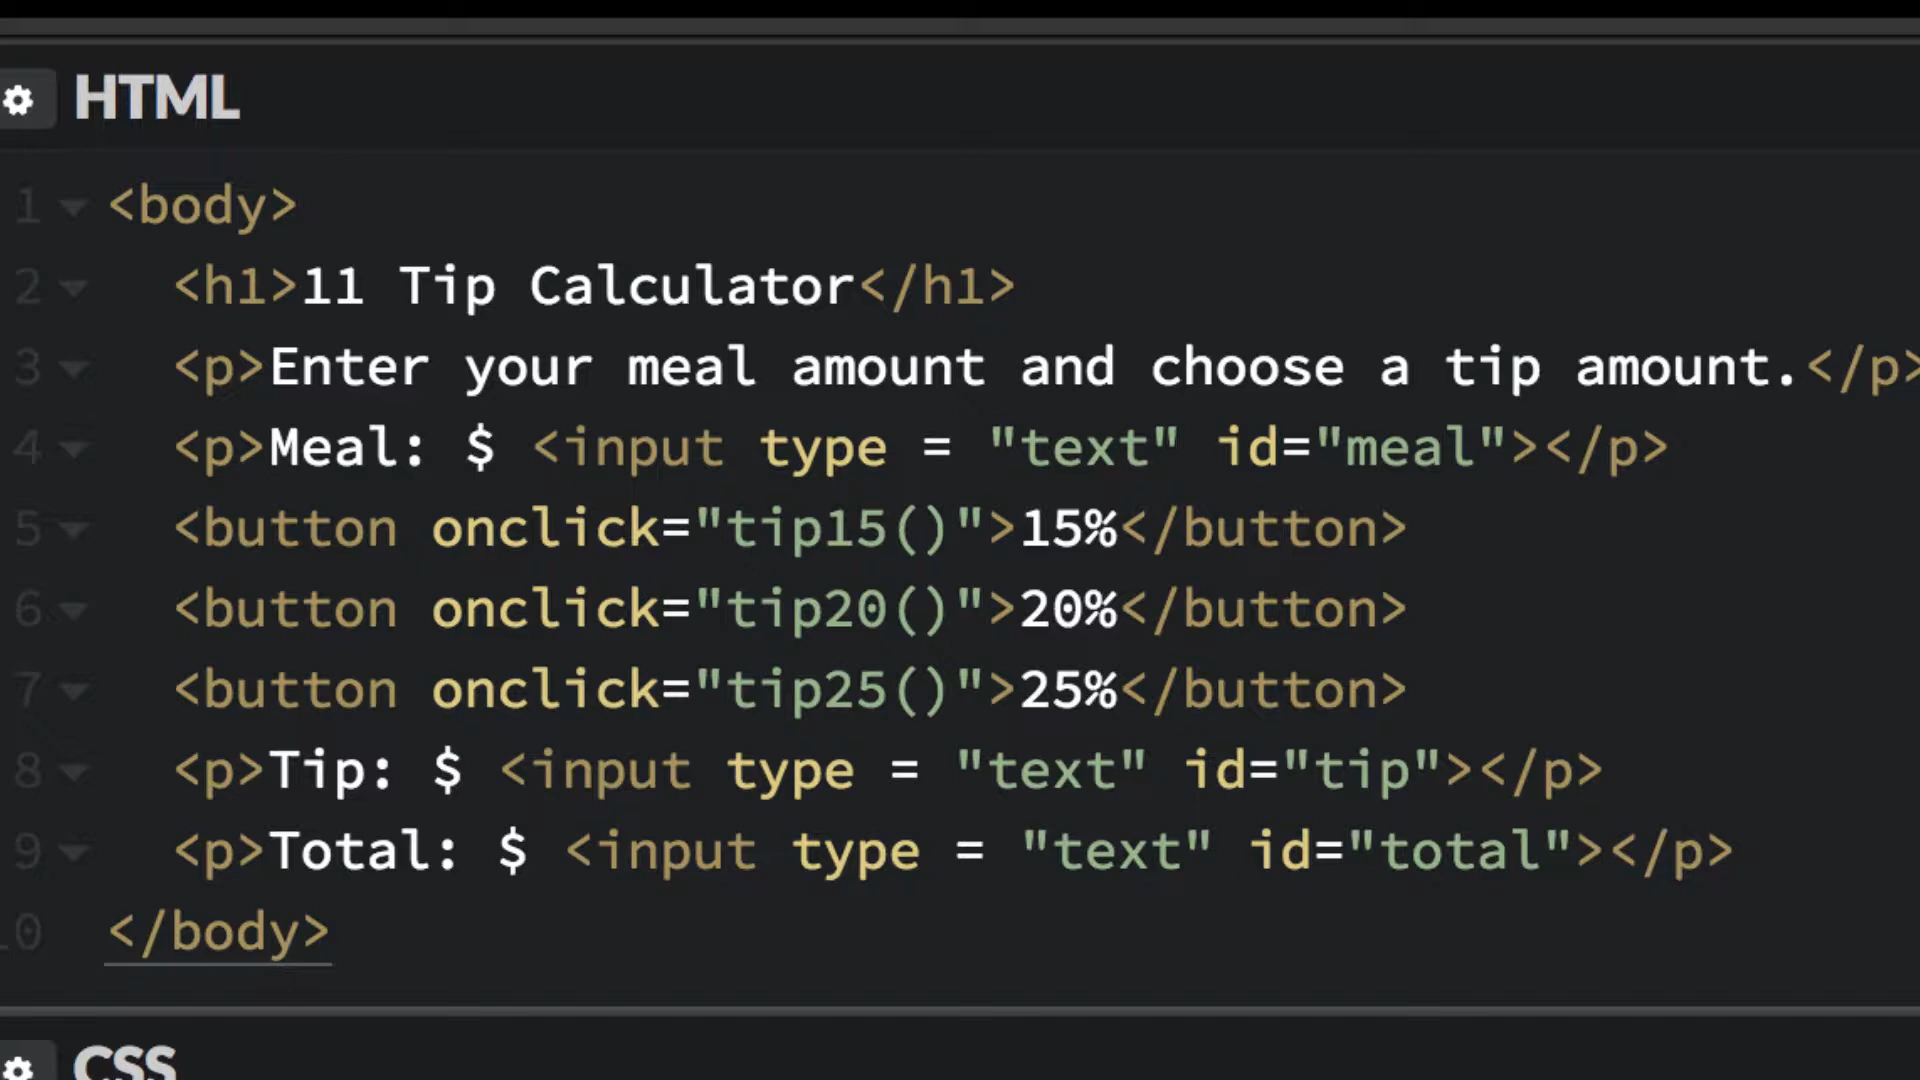 HTML
1 <body>
2 <h1>11 Tip Calculator</h1>
3 <p>Enter your meal amount and choose a tip amount.</p>
4 <p>Meal: $ <input type = "text" id="meal"></p>
5 <button onclick="tip15()">15%</button>
6 <button onclick="tip20()">20%</button>
7 <button onclick="tip25()">25%</button>
8 <p>Tip: $ <input type = "text" id="tip"></p>
9 <p>Total: $ <input type = "text" id="total"></p>
10 </body>
CSS